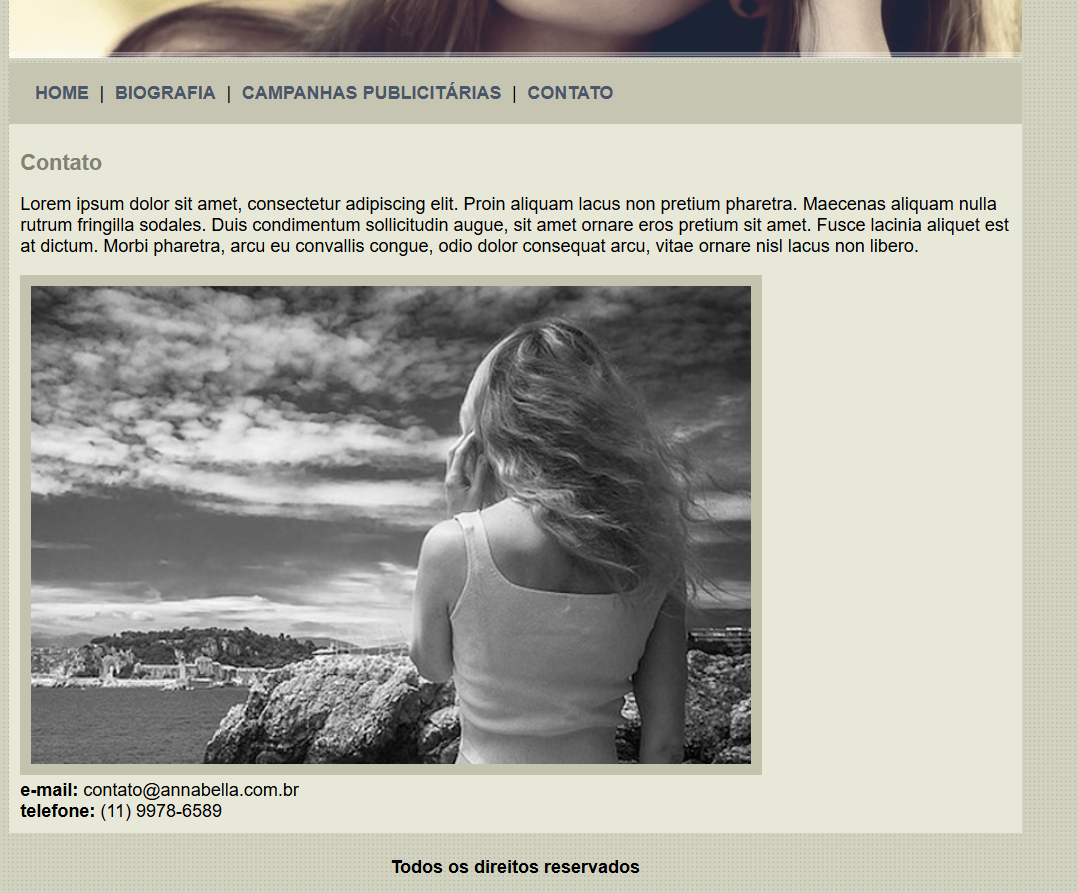 HOME | BIOGRAFIA | CAMPANHAS PUBLICITÁRIAS | CONTATO
Contato
Lorem ipsum dolor sit amet, consectetur adipiscing elit. Proin aliquam lacus non pretium pharetra. Maecenas aliquam nulla
rutrum fringilla sodales. Duis condimentum sollicitudin augue, sit amet ornare eros pretium sit amet. Fusce lacinia aliquet est
at dictum. Morbi pharetra, arcu eu convallis congue, odio dolor consequat arcu, vitae ornare nisl lacus non libero.
e-mail: contato@annabella.com.br
telefone: (11) 9978-6589
Todos os direitos reservados